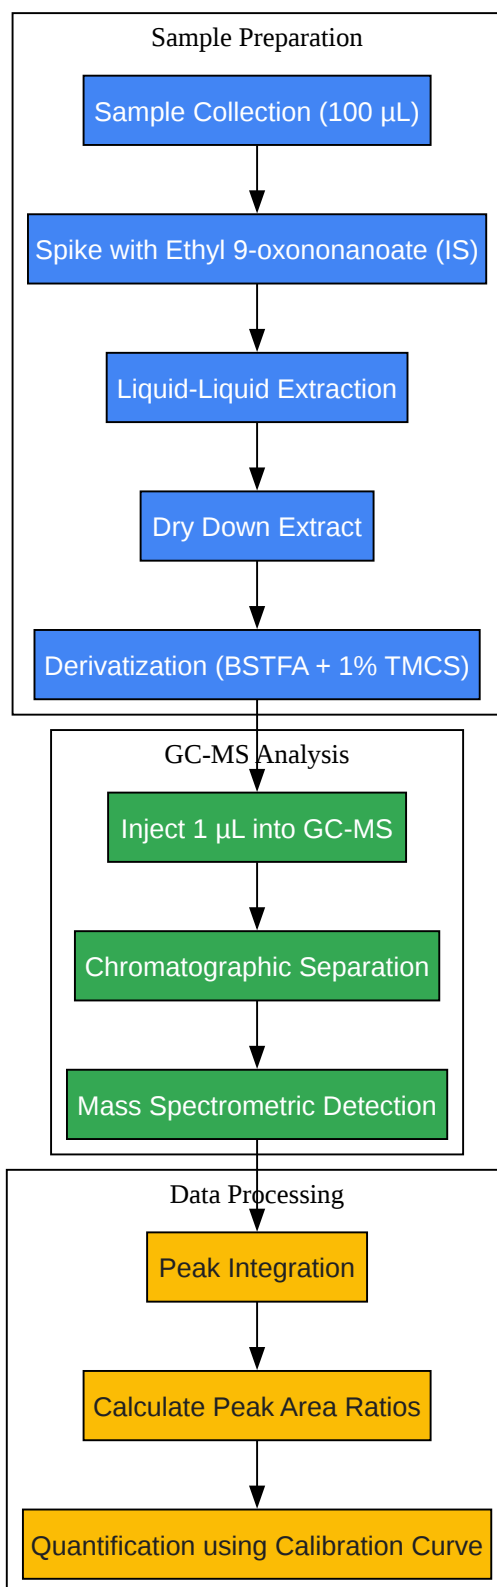 Sample Preparation
Sample Collection (100 µL)
Spike with Ethyl 9-oxononanoate (IS)
Liquid-Liquid Extraction
Dry Down Extract
Derivatization (BSTFA + 1% TMCS)
GC-MS Analysis
Inject 1 µL into GC-MS
Chromatographic Separation
Mass Spectrometric Detection
Data Processing
Peak Integration
Calculate Peak Area Ratios
Quantification using Calibration Curve